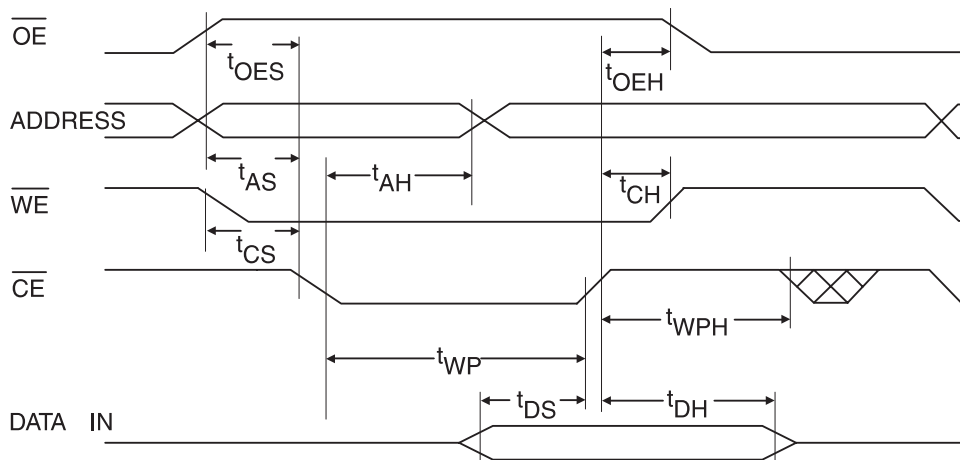 OE
tOES
tOEH
ADDRESS
tAS
tAH
tCH
WE
tCS
CE
tWPH
tWP
tDS
tDH
DATA IN